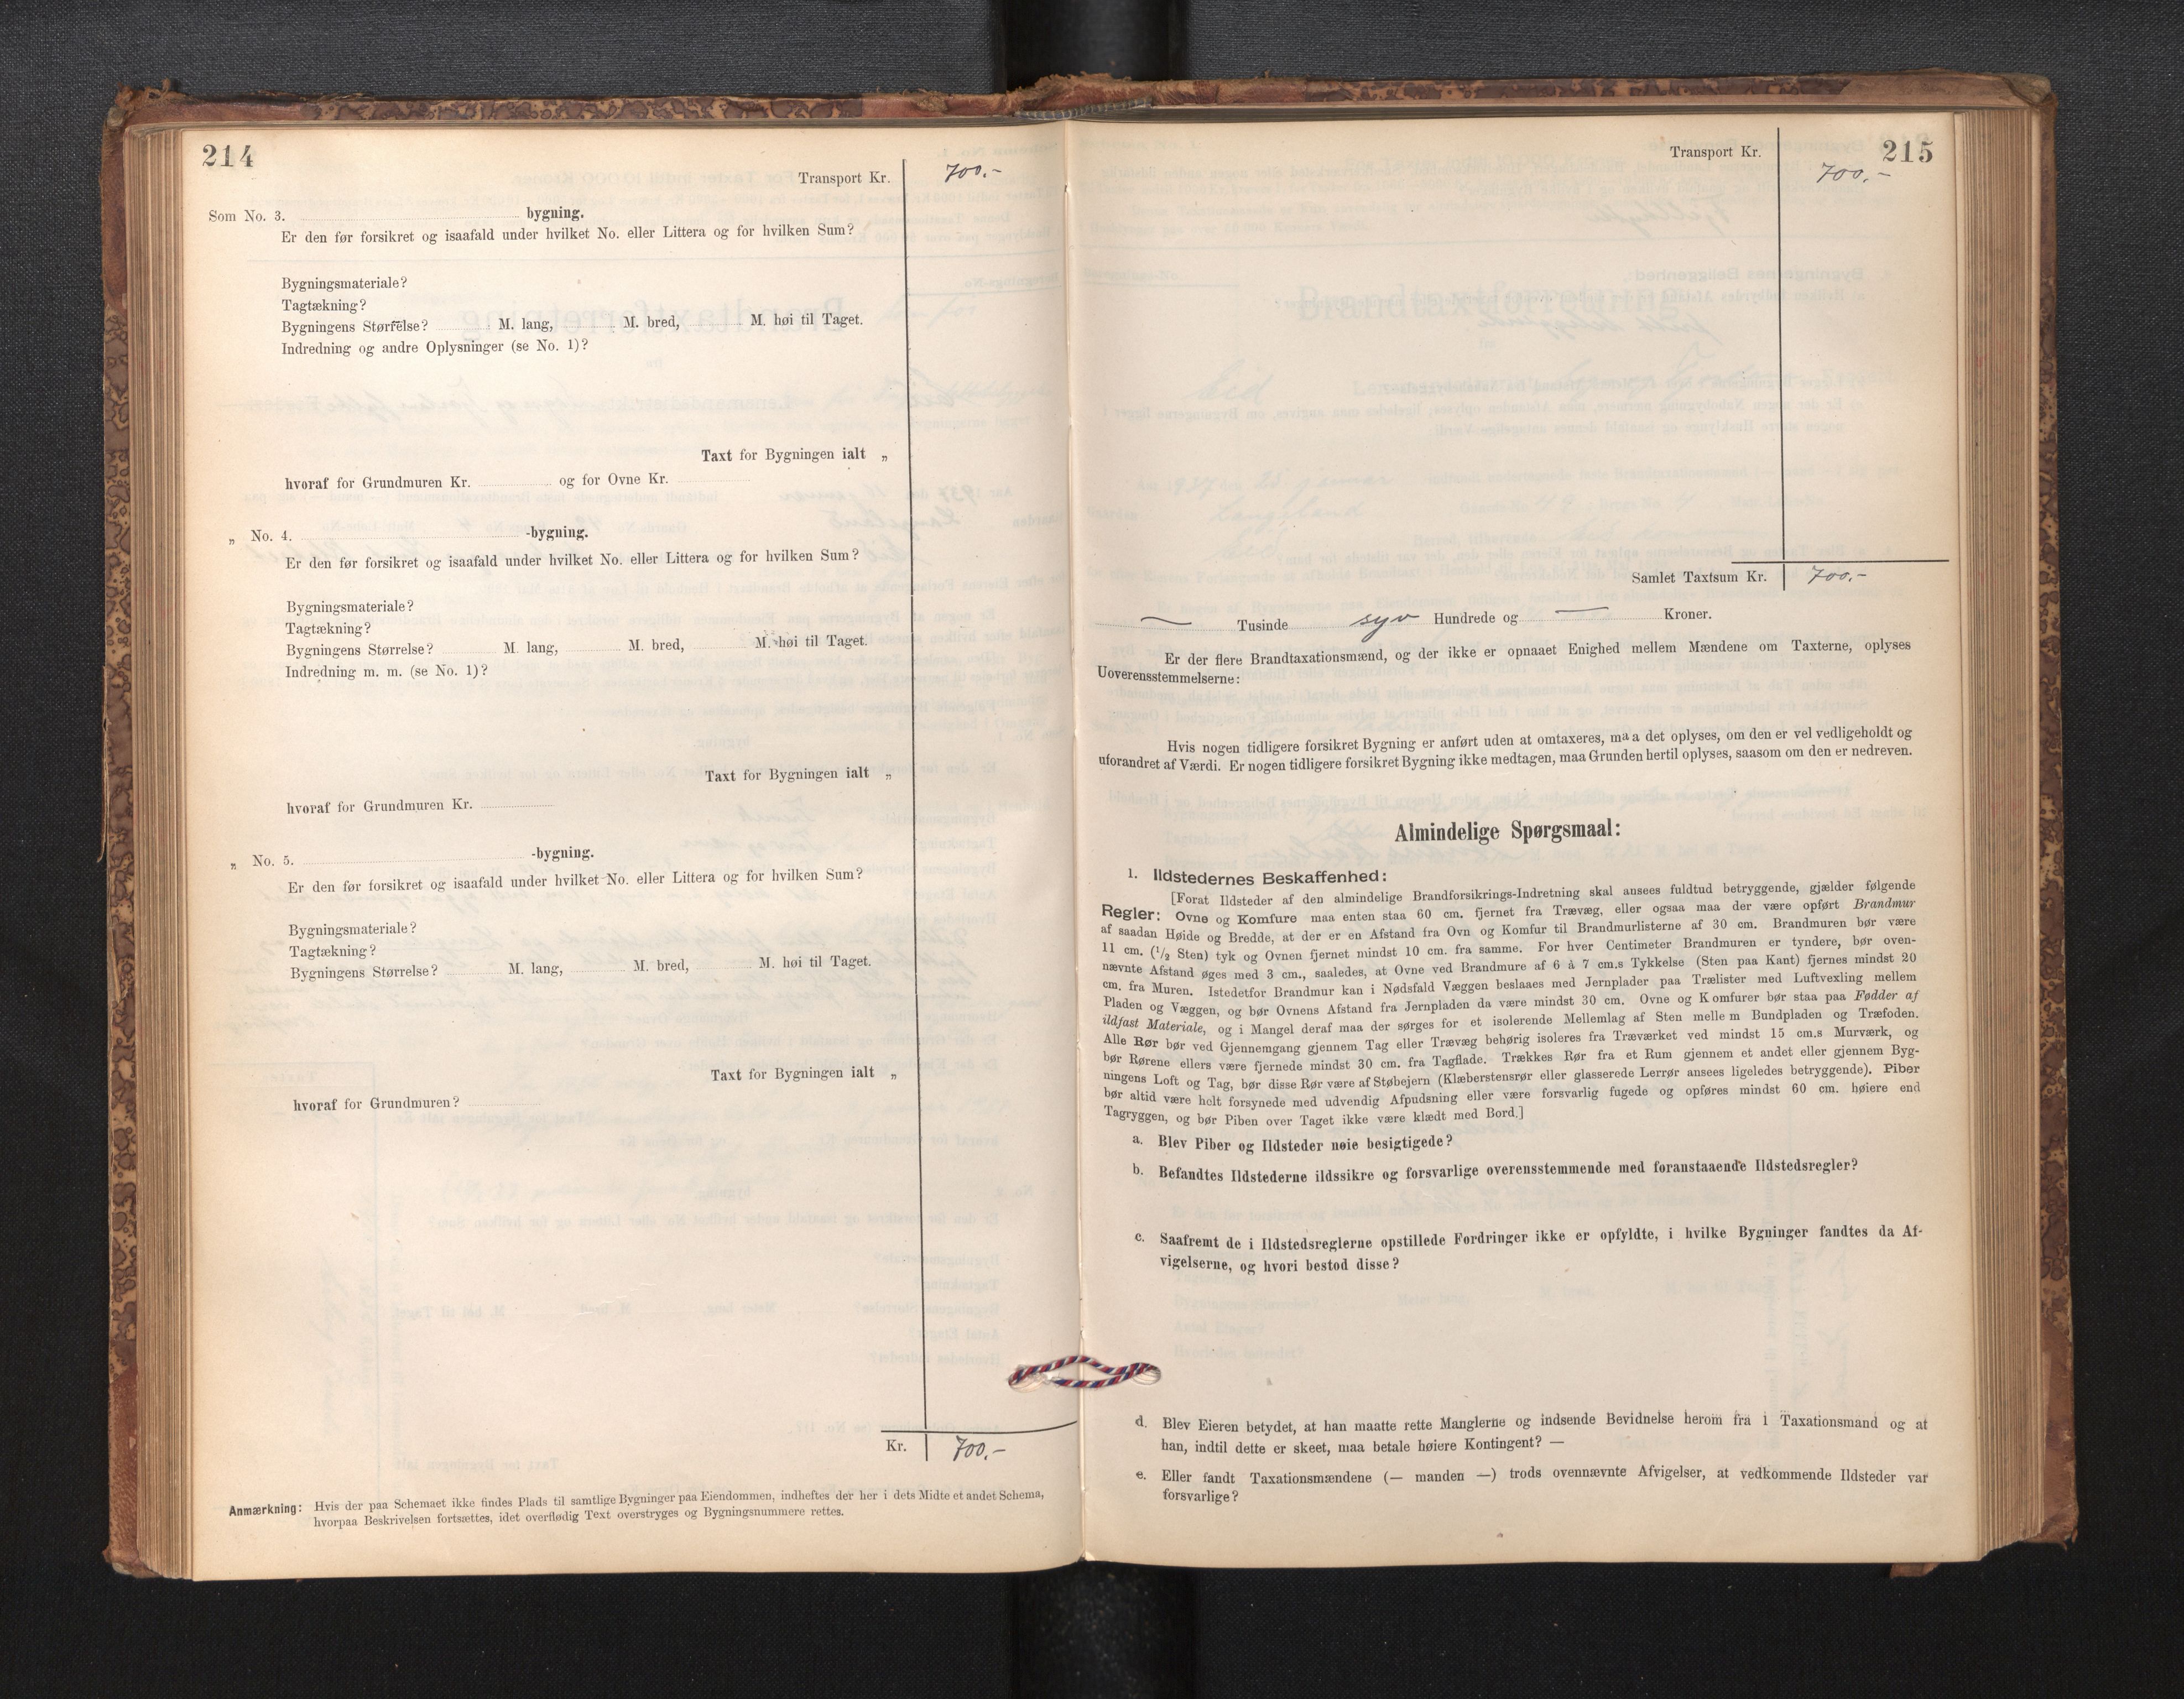 214
Transport Kr. 700.-
Som No. 3. bygning.
Er den før forsikret og isaafald under hvilket No. eller Littera og for hvilken Sum?
Bygningsmateriale?
Tagtækning?
Bygningens Størrelse? M. lang, M. bred, M. høi til Taget.
Indredning og andre Oplysninger (se No. 1)?
Taxt for Bygningen ialt „
hvoraf for Grundmuren Kr. og for Ovne Kr.
„ No. 4. -bygning.
Er den før forsikret og isaafald under hvilket No. eller Littera og for hvilken Sum?
Bygningsmateriale?
Tagtækning?
Bygningens Størrelse? M. lang, M. bred, M. høi til Taget.
Indredning m. m. (se No. 1)?
Taxt for Bygningen ialt „
hvoraf for Grundmuren Kr.
„ No. 5. -bygning.
Er den før forsikret og isaafald under hvilket No. eller Littera og for hvilken Sum?
Bygningsmateriale?
Tagtækning?
Bygningens Størrelse? M. lang, M. bred, M. høi til Taget.
Taxt for Bygningen ialt „
hvoraf for Grundmuren?
Kr. 700.-
Anmærkning: Hvis der paa Schemaet ikke findes Plads til samtlige Bygninger paa Eiendommen, indheftes der her i dets Midte et andet Schema,
hvorpaa Beskrivelsen fortsættes, idet overflødig Text overstryges og Bygningsnummere rettes.
215
Transport Kr. 700.-
Samlet Taxtsum Kr. 700.-
— Tusinde syv Hundrede og — Kroner.
Er der flere Brandtaxationsmænd, og der ikke er opnaaet Enighed mellem Mændene om Taxterne, oplyses
Uoverensstemmelserne:
Hvis nogen tidligere forsikret Bygning er anført uden at omtaxeres, maa det oplyses, om den er vel vedligeholdt og
uforandret af Værdi. Er nogen tidligere forsikret Bygning ikke medtagen, maa Grunden hertil oplyses, saasom om den er nedreven.
Almindelige Spørgsmaal:
1. Ildstedernes Beskaffenhed:
[Forat Ildsteder af den almindelige Brandforsikrings-Indretning skal ansees fuldtud betryggende, gjælder følgende
Regler: Ovne og Komfure maa enten staa 60 cm. fjernet fra Trævæg, eller ogsaa maa der være opført Brandmur
af saadan Høide og Bredde, at der er en Afstand fra Ovn og Komfur til Brandmurlisterne af 30 cm. Brandmuren bør være
11 cm. (1/2 Sten) tyk og Ovnen fjernet mindst 10 cm. fra samme. For hver Centimeter Brandmuren er tyndere, bør oven-
nævnte Afstand øges med 3 cm., saaledes, at Ovne ved Brandmure af 6 à 7 cm.s Tykkelse (Sten paa Kant) fjernes mindst 20
cm. fra Muren. Istedetfor Brandmur kan i Nødsfald Væggen beslaaes med Jernplader paa Trælister med Luftvexling mellem
Pladen og Væggen, og bør Ovnens Afstand fra Jernpladen da være mindst 30 cm. Ovne og Komfurer bør staa paa Fødder af
ildfast Materiale, og i Mangel deraf maa der sørges for et isolerende Mellemlag af Sten mellem Bundpladen og Træfoden.
Alle Rør bør ved Gjennemgang gjennem Tag eller Trævæg behørig isoleres fra Træværket ved mindst 15 cm.s Murværk, og
bør Rørene ellers være fjernede mindst 30 cm. fra Tagflade. Trækkes Rør fra et Rum gjennem et andet eller gjennem Byg-
ningens Loft og Tag, bør disse Rør være af Støbejern (Klæberstensrør eller glasserede Lerrør ansees ligeledes betryggende). Piber
bør altid være helt forsynede med udvendig Afpudsning eller være forsvarlig fugede og opføres mindst 60 cm. høiere end
Tagryggen, og bør Piben over Taget ikke være klædt med Bord.]
a. Blev Piber og Ildsteder nøie besigtigede?
b. Befandtes Ildstederne ildssikre og forsvarlige overensstemmende med foranstaaende Ildstedsregler?
c. Saafremt de i Ildstedsreglerne opstillede Fordringer ikke er opfyldte, i hvilke Bygninger fandtes da Af-
vigelserne, og hvori bestod disse?
d. Blev Eieren betydet, at han maatte rette Manglerne og indsende Bevidnelse herom fra 1 Taxationsmand og at
han, indtil dette er skeet, maa betale høiere Kontingent? —
e. Eller fandt Taxationsmændene (— manden —) trods ovennævnte Afvigelser, at vedkommende Ildsteder var
forsvarlige?